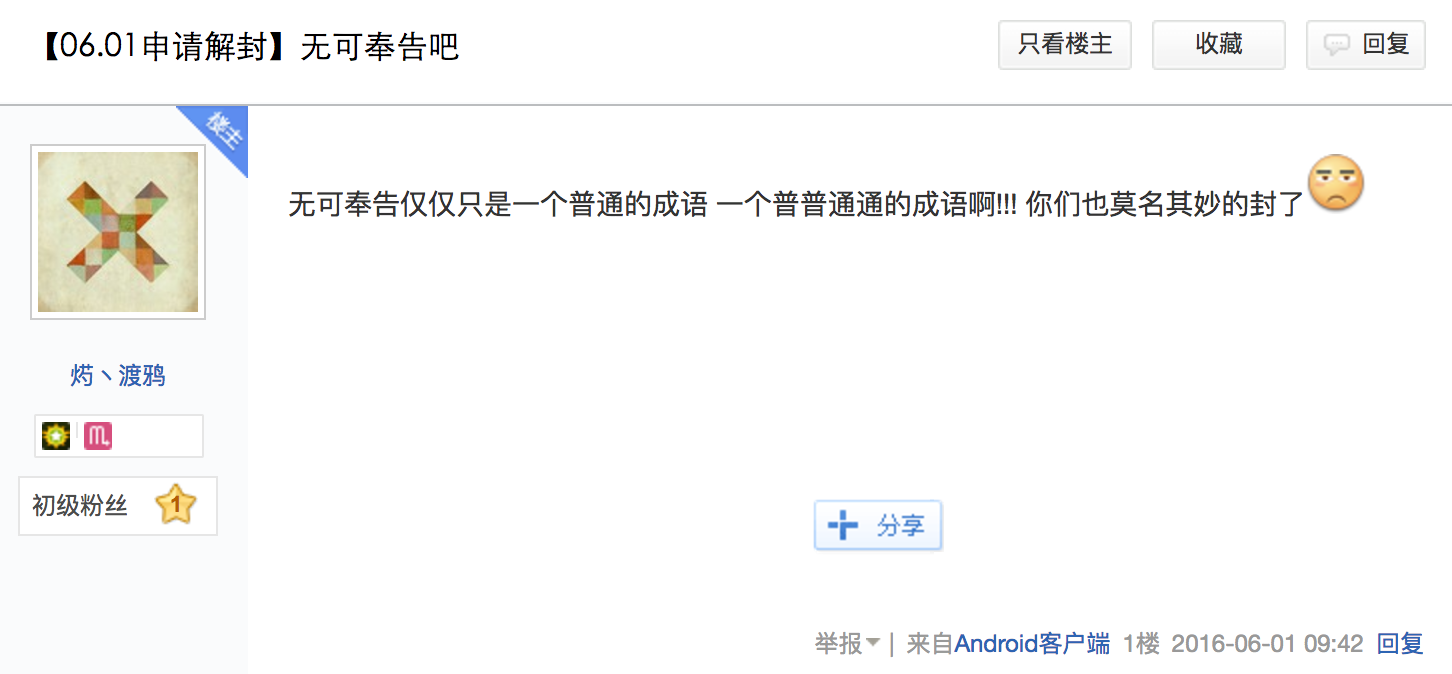 【06.01申请解封】无可奉告吧
只看楼主
收藏
回复
楼主
无可奉告仅仅只是一个普通的成语 一个普普通通的成语啊!!! 你们也莫名其妙的封了
焫丶渡鸦
初级粉丝 1
分享
举报 | 来自Android客户端 1楼 2016-06-01 09:42 回复